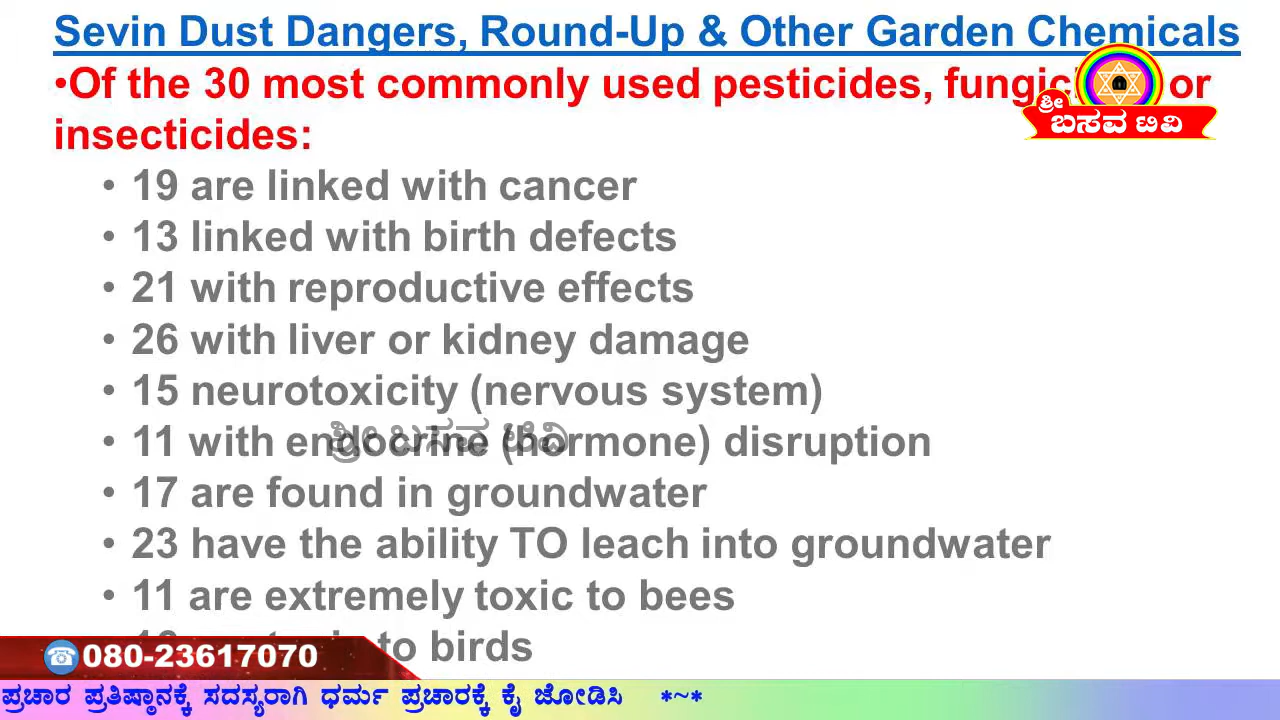 Sevin Dust Dangers, Round-Up & Other Garden Chemicals
•Of the 30 most commonly used pesticides, or
insecticides:
ಶ್ರೀ
ಬಸವ ಟಿವಿ
• 19 are linked with cancer
• 13 linked with birth defects
• 21 with reproductive effects
• 26 with liver or kidney damage
• 15 neurotoxicity (nervous system)
• 11 with endocrine (hormone) disruption
ಶ್ರೀ ಬಸವ ಟಿವಿ
• 17 are found in groundwater
• 23 have the ability TO leach into groundwater
• 11 are extremely toxic to bees
to birds
080-23617070
ಪ್ರಚಾರ ಪ್ರತಿಷ್ಠಾನಕ್ಕೆ ಸದಸ್ಯರಾಗಿ ಧರ್ಮ ಪ್ರಚಾರಕ್ಕೆ ಕೈ ಜೋಡಿಸಿ *~*